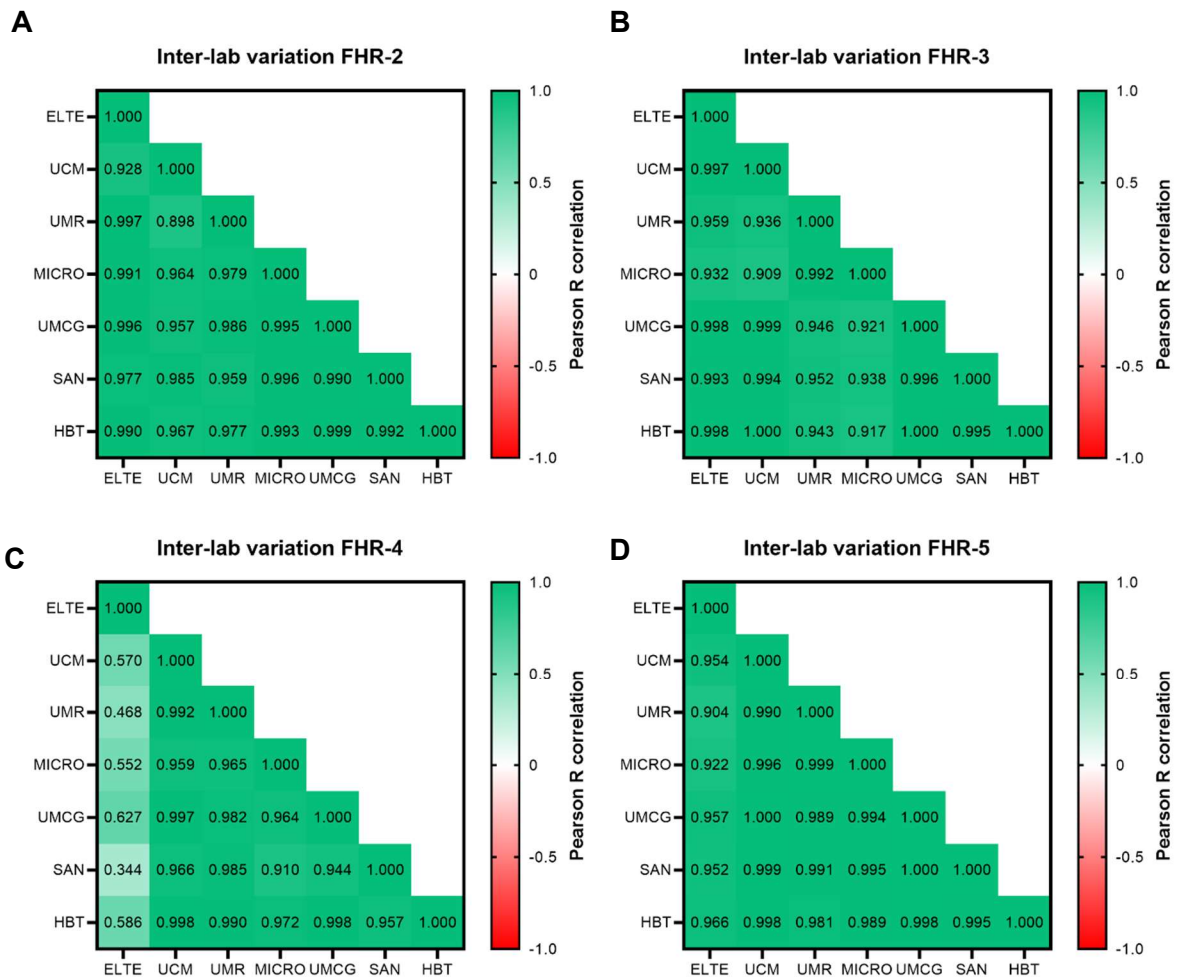 A
Inter-lab variation FHR-2
ELTE 1.000
UCM 0.928 1.000
UMR 0.997 0.898 1.000
MICRO 0.991 0.964 0.979 1.000
UMCG 0.996 0.957 0.986 0.995 1.000
SAN 0.977 0.985 0.959 0.996 0.990 1.000
HBT 0.990 0.967 0.977 0.993 0.999 0.992 1.000
ELTE UCM UMR MICRO UMCG SAN HBT
1.0
0.5
0
-0.5
-1.0
Pearson R correlation
B
Inter-lab variation FHR-3
ELTE 1.000
UCM 0.997 1.000
UMR 0.959 0.936 1.000
MICRO 0.932 0.909 0.992 1.000
UMCG 0.998 0.999 0.946 0.921 1.000
SAN 0.993 0.994 0.952 0.938 0.996 1.000
HBT 0.998 1.000 0.943 0.917 1.000 0.995 1.000
ELTE UCM UMR MICRO UMCG SAN HBT
1.0
0.5
0
-0.5
-1.0
Pearson R correlation
C
Inter-lab variation FHR-4
ELTE 1.000
UCM 0.570 1.000
UMR 0.468 0.992 1.000
MICRO 0.552 0.959 0.965 1.000
UMCG 0.627 0.997 0.982 0.964 1.000
SAN 0.344 0.966 0.985 0.910 0.944 1.000
HBT 0.586 0.998 0.990 0.972 0.998 0.957 1.000
ELTE UCM UMR MICRO UMCG SAN HBT
1.0
0.5
0
-0.5
-1.0
Pearson R correlation
D
Inter-lab variation FHR-5
ELTE 1.000
UCM 0.954 1.000
UMR 0.904 0.990 1.000
MICRO 0.922 0.996 0.999 1.000
UMCG 0.957 1.000 0.989 0.994 1.000
SAN 0.952 0.999 0.991 0.995 1.000 1.000
HBT 0.966 0.998 0.981 0.989 0.998 0.995 1.000
ELTE UCM UMR MICRO UMCG SAN HBT
1.0
0.5
0
-0.5
-1.0
Pearson R correlation